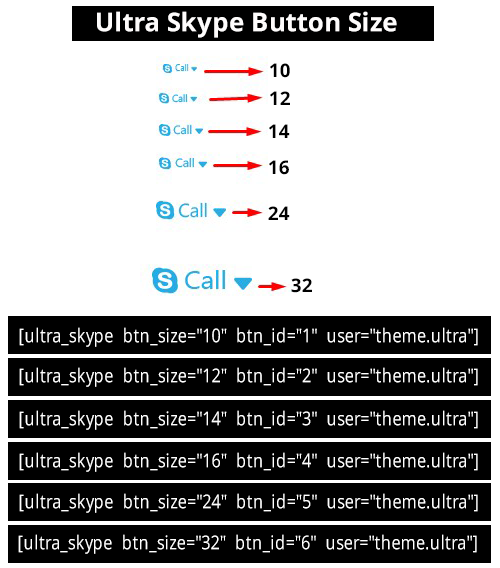 Ultra Skype Button Size
S Call 10
S Call 12
S Call 14
S Call 16
S Call 24
S Call 32
[ultra_skype btn_size="10" btn_id="1" user="theme.ultra"]
[ultra_skype btn_size="12" btn_id="2" user="theme.ultra"]
[ultra_skype btn_size="14" btn_id="3" user="theme.ultra"]
[ultra_skype btn_size="16" btn_id="4" user="theme.ultra"]
[ultra_skype btn_size="24" btn_id="5" user="theme.ultra"]
[ultra_skype btn_size="32" btn_id="6" user="theme.ultra"]